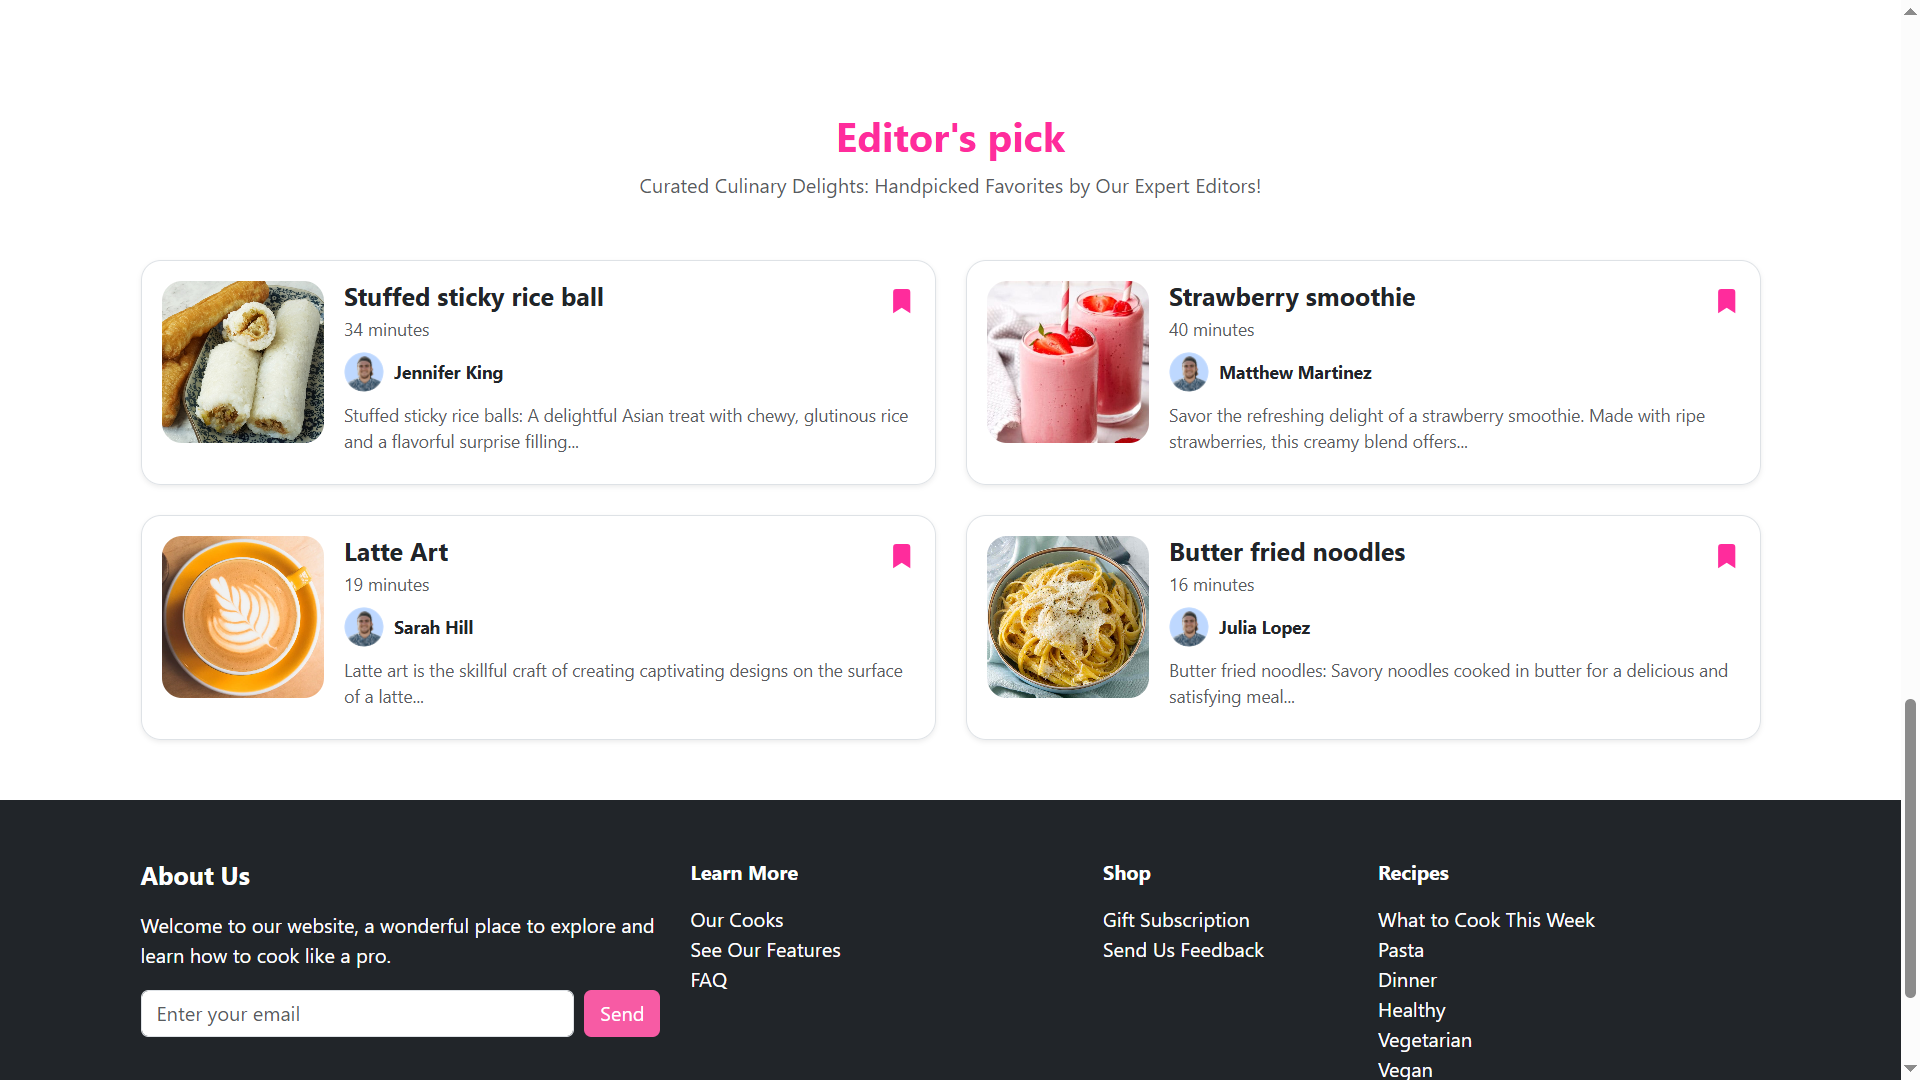 Editor's pick
Curated Culinary Delights: Handpicked Favorites by Our Expert Editors!
Stuffed sticky rice ball
34 minutes
Jennifer King
Stuffed sticky rice balls: A delightful Asian treat with chewy, glutinous rice
and a flavorful surprise filling...
Strawberry smoothie
40 minutes
Matthew Martinez
Savor the refreshing delight of a strawberry smoothie. Made with ripe
strawberries, this creamy blend offers...
Latte Art
19 minutes
Sarah Hill
Latte art is the skillful craft of creating captivating designs on the surface
of a latte...
Butter fried noodles
16 minutes
Julia Lopez
Butter fried noodles: Savory noodles cooked in butter for a delicious and
satisfying meal...
About Us
Welcome to our website, a wonderful place to explore and
learn how to cook like a pro.
Enter your email
Send
Learn More
Our Cooks
See Our Features
FAQ
Shop
Gift Subscription
Send Us Feedback
Recipes
What to Cook This Week
Pasta
Dinner
Healthy
Vegetarian
Vegan